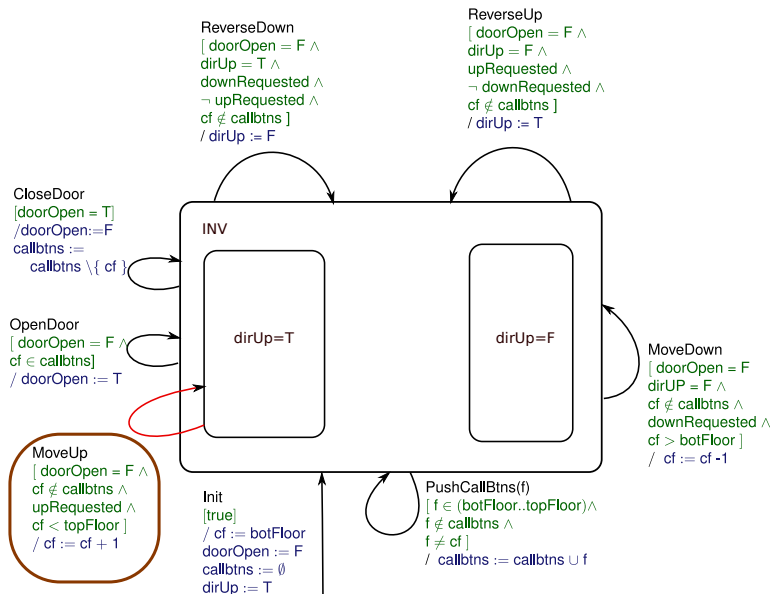 ReverseDown
[ doorOpen = F ∧
dirUp = T ∧
downRequested ∧
¬ upRequested ∧
cf ∉ callbtns ]
/ dirUp := F
ReverseUp
[ doorOpen = F ∧
dirUp = F ∧
upRequested ∧
¬ downRequested ∧
cf ∉ callbtns ]
/ dirUp := T
CloseDoor
[doorOpen = T]
/doorOpen:=F
callbtns :=
callbtns \{ cf }
INV
dirUp=T
dirUp=F
OpenDoor
[ doorOpen = F ∧
cf ∈ callbtns]
/ doorOpen := T
MoveDown
[ doorOpen = F
dirUP = F ∧
cf ∉ callbtns ∧
downRequested ∧
cf > botFloor ]
/ cf := cf -1
MoveUp
[ doorOpen = F ∧
cf ∉ callbtns ∧
upRequested ∧
cf < topFloor ]
/ cf := cf + 1
Init
[true]
/ cf := botFloor
doorOpen := F
callbtns := ∅
dirUp := T
PushCallBtns(f)
[ f ∈ (botFloor..topFloor)∧
f ∉ callbtns ∧
f ≠ cf ]
/ callbtns := callbtns ∪ f